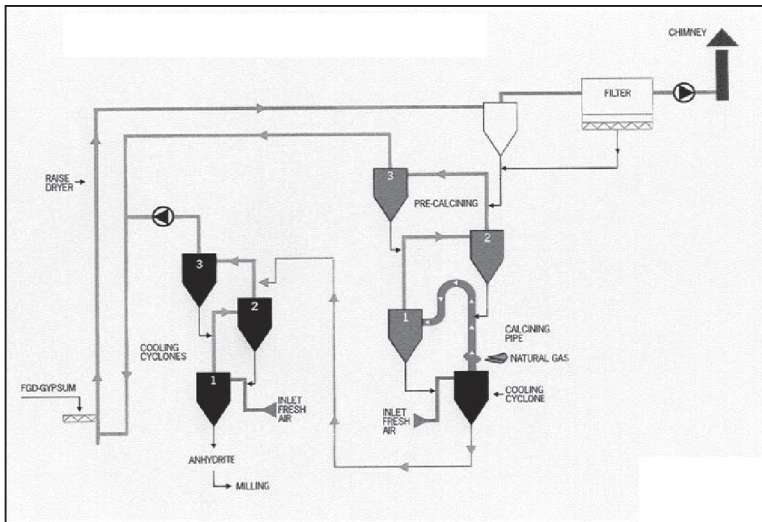 CHIMNEY
FILTER
RAISE
DRYER
3
PRE-CALCINING
2
3
2
1
CALCINING
PIPE
NATURAL GAS
COOLING
CYCLONES
1
FGD-GYPSUM
INLET
FRESH
AIR
INLET
FRESH
AIR
COOLING
CYCLONE
ANHYDRITE
MILLING